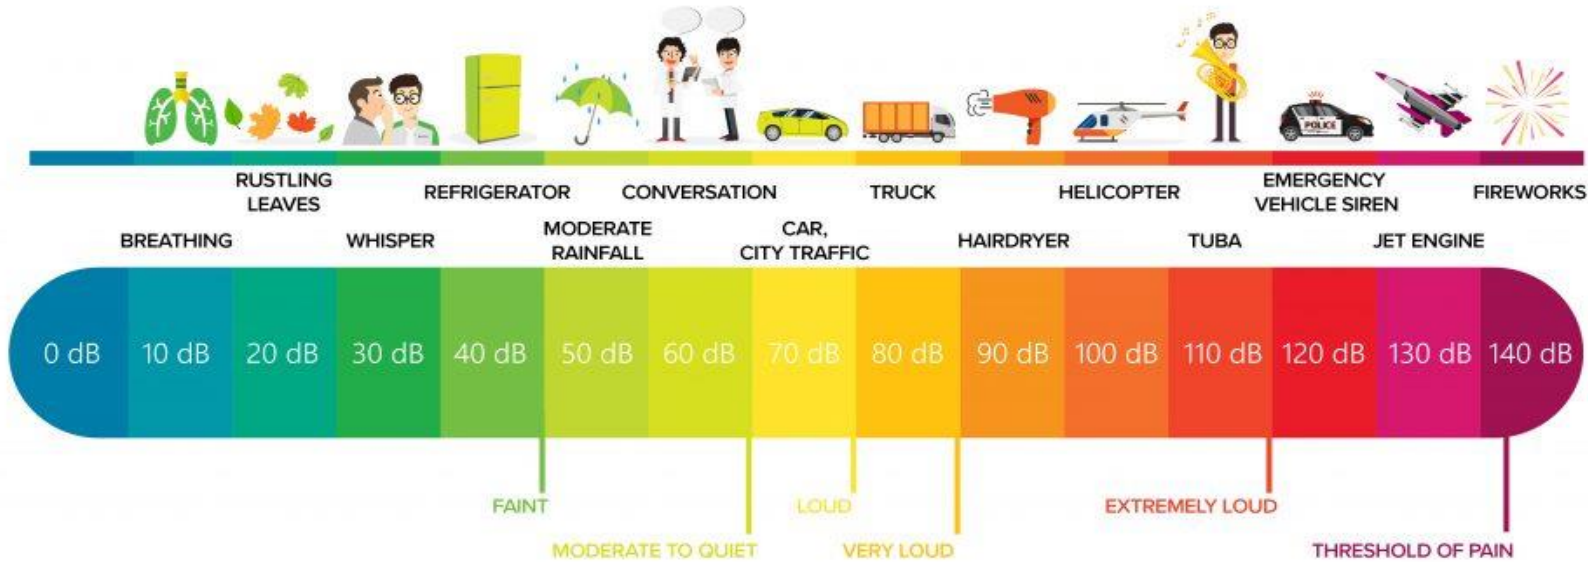 POLICE
RUSTLING
LEAVES
REFRIGERATOR
CONVERSATION
TRUCK
HELICOPTER
EMERGENCY
VEHICLE SIREN
FIREWORKS
BREATHING
WHISPER
MODERATE
RAINFALL
CAR,
CITY TRAFFIC
HAIRDRYER
TUBA
JET ENGINE
0 dB
10 dB
20 dB
30 dB
40 dB
50 dB
60 dB
70 dB
80 dB
90 dB
100 dB
110 dB
120 dB
130 dB
140 dB
FAINT
LOUD
EXTREMELY LOUD
MODERATE TO QUIET
VERY LOUD
THRESHOLD OF PAIN